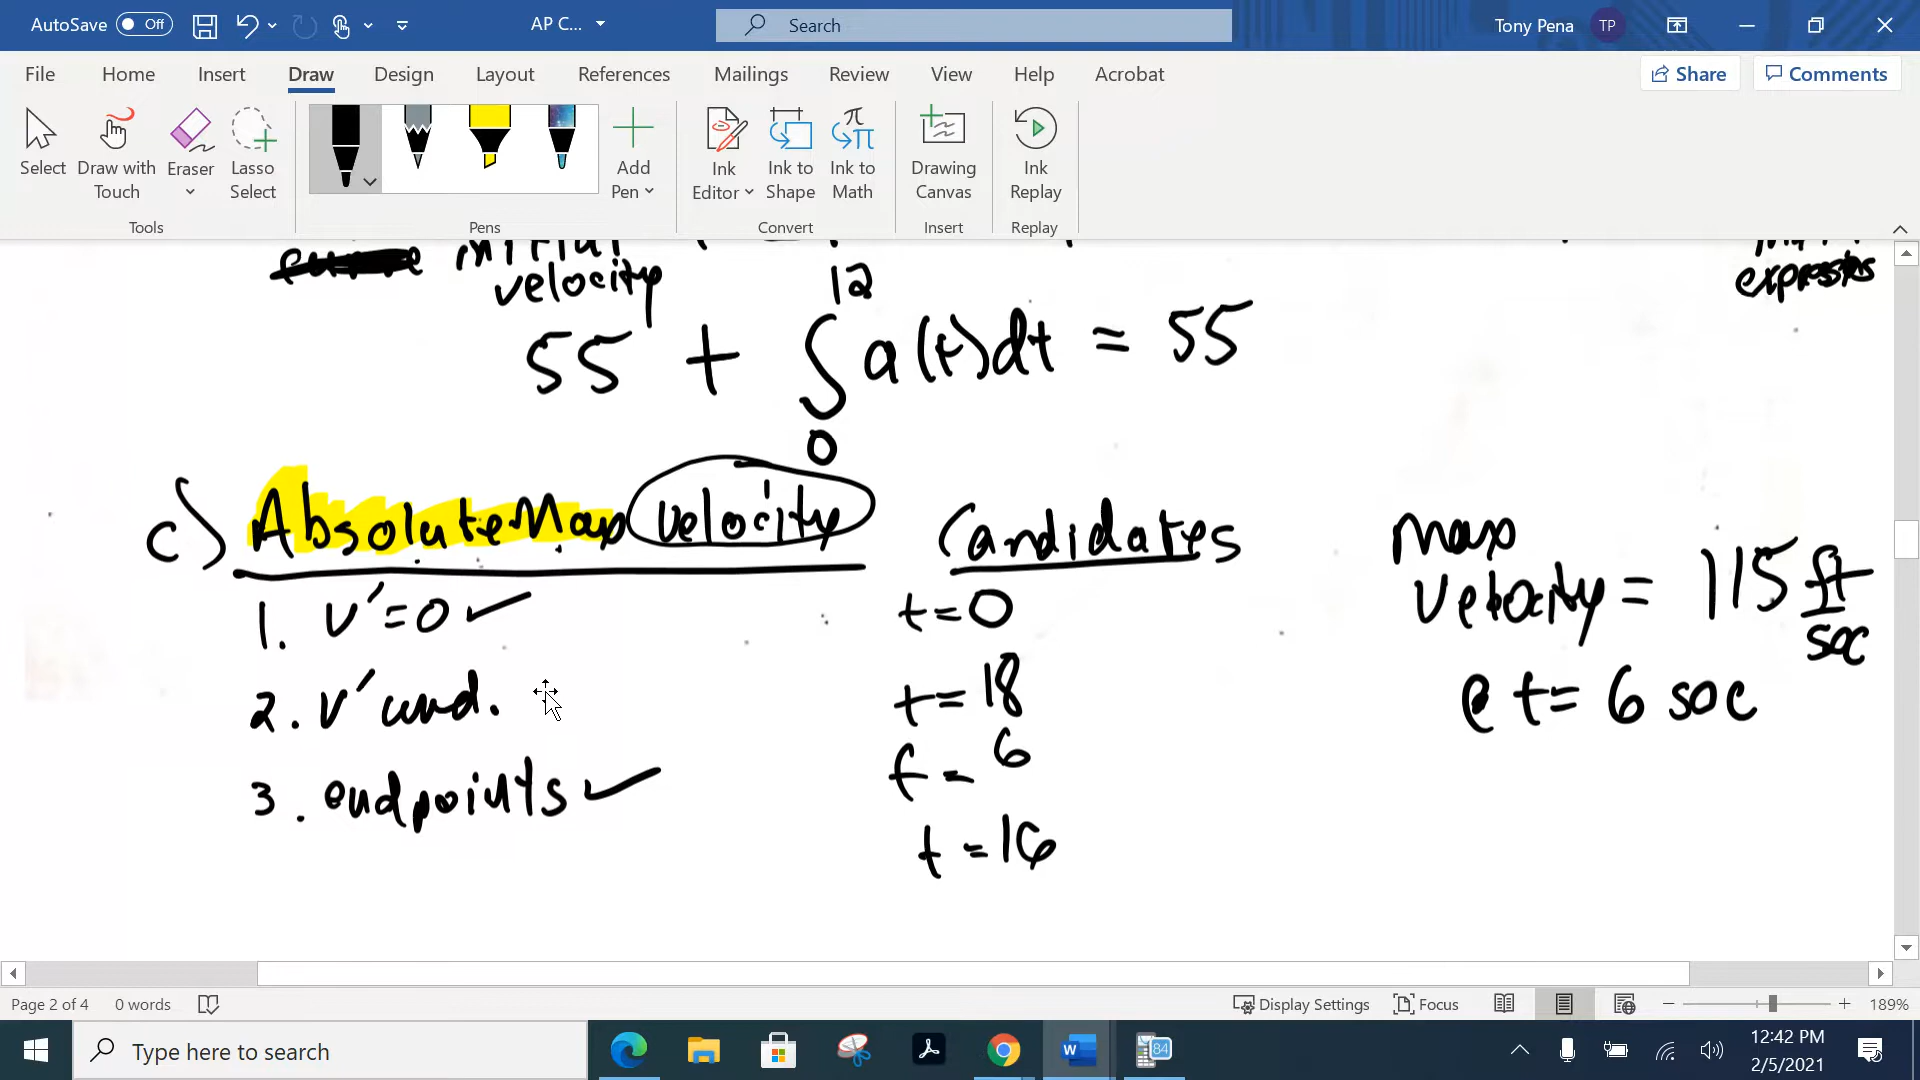 AutoSave Off
AP C...
Search
Tony Pena TP
File Home Insert Draw Design Layout References Mailings Review View Help Acrobat
Share Comments
Select
Draw with Touch
Eraser
Lasso Select
Tools
Pens
Add Pen
Ink Editor
Ink to Shape
Ink to Math
Convert
Drawing Canvas
Insert
Ink Replay
Replay
initial
velocity
55 + ∫₀¹² a(t)dt = 55
c) Absolute Max velocity
1. v'=0 ✓
2. v' und.
3. endpoints ✓
Candidates
t=0
t=18
t=6
t=16
max
velocity = 115 ft/sec
@ t= 6 sec
Page 2 of 4 0 words
Display Settings Focus
189%
Type here to search
84
12:42 PM
2/5/2021